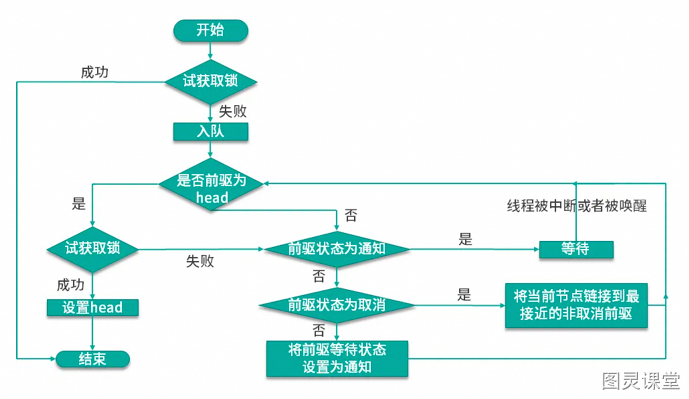 开始
成功
试获取锁
失败
入队
是否前驱为
head
是
否
线程被中断或者被唤醒
试获取锁
失败
前驱状态为通知
是
等待
成功
否
设置head
前驱状态为取消
是
将当前节点链接到最
接近的非取消前驱
否
结束
将前驱等待状态
设置为通知
图灵课堂